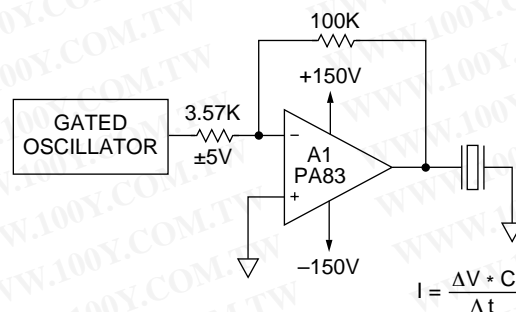 100K
+150V
3.57K
GATED
OSCILLATOR
±5V
−
A1
PA83
+
–150V
I = ΔV * C
Δt
WWW.100Y.COM.TW